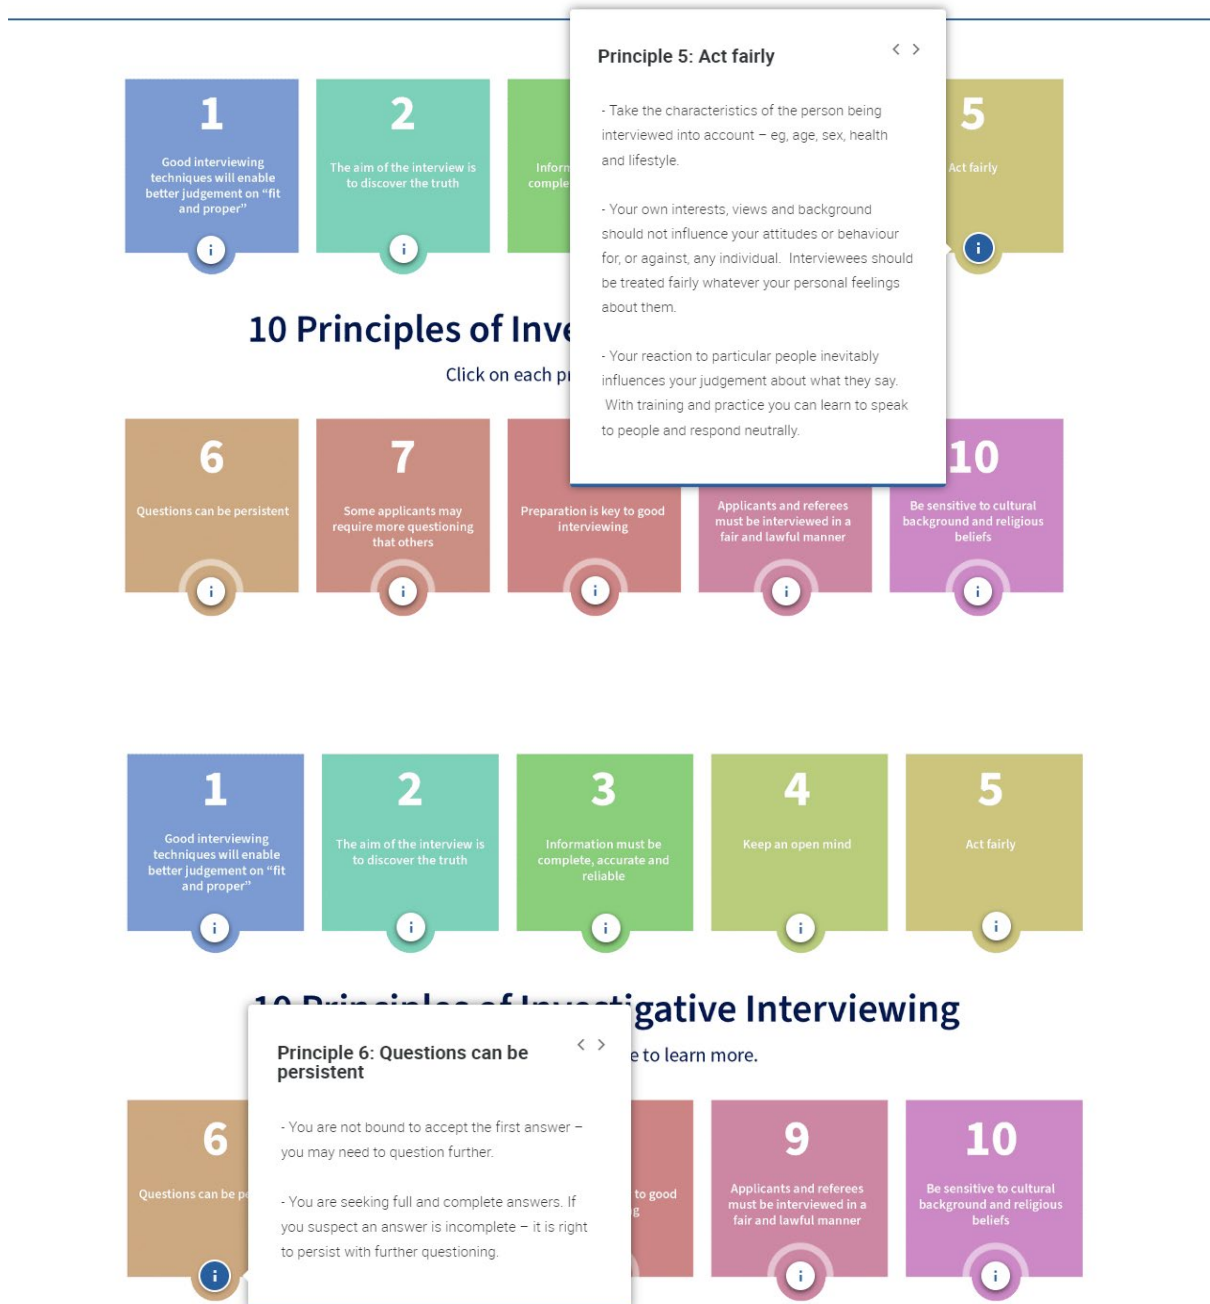 Principle 5: Act fairly
- Take the characteristics of the person being
interviewed into account – eg, age, sex, health
and lifestyle.
- Your own interests, views and background
should not influence your attitudes or behaviour
for, or against, any individual.  Interviewees should
be treated fairly whatever your personal feelings
about them.
- Your reaction to particular people inevitably
influences your judgement about what they say.
With training and practice you can learn to speak
to people and respond neutrally.
1
Good interviewing
techniques will enable
better judgement on “fit
and proper”
2
The aim of the interview is
to discover the truth
5
Act fairly
10 Principles of
Click on each
6
Questions can be persistent
7
Some applicants may
require more questioning
that others
Preparation is key to good
interviewing
Applicants and referees
must be interviewed in a
fair and lawful manner
10
Be sensitive to cultural
background and religious
beliefs
1
Good interviewing
techniques will enable
better judgement on “fit
and proper”
2
The aim of the interview is
to discover the truth
3
Information must be
complete, accurate and
reliable
4
Keep an open mind
5
Act fairly
10 Principles of Investigative Interviewing
to learn more.
Principle 6: Questions can be
persistent
- You are not bound to accept the first answer –
you may need to question further.
- You are seeking full and complete answers. If
you suspect an answer is incomplete – it is right
to persist with further questioning.
6
Questions can be
to good
9
Applicants and referees
must be interviewed in a
fair and lawful manner
10
Be sensitive to cultural
background and religious
beliefs